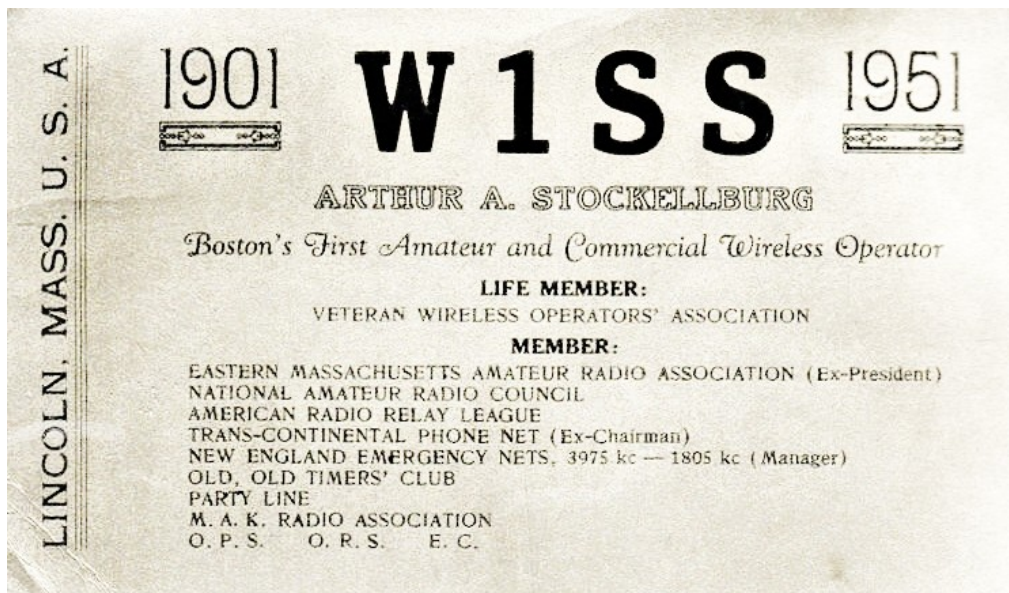 LINCOLN, MASS. U. S. A.
1901 W1SS 1951
ARTHUR A. STOCKELLBURG
Boston's First Amateur and Commercial Wireless Operator
LIFE MEMBER:
VETERAN WIRELESS OPERATORS' ASSOCIATION
MEMBER:
EASTERN MASSACHUSETTS AMATEUR RADIO ASSOCIATION (Ex-President)
NATIONAL AMATEUR RADIO COUNCIL
AMERICAN RADIO RELAY LEAGUE
TRANS-CONTINENTAL PHONE NET (Ex-Chairman)
NEW ENGLAND EMERGENCY NETS, 3975 kc — 1805 kc (Manager)
OLD, OLD TIMERS' CLUB
PARTY LINE
M. A. K. RADIO ASSOCIATION
O. P. S. O. R. S. E. C.